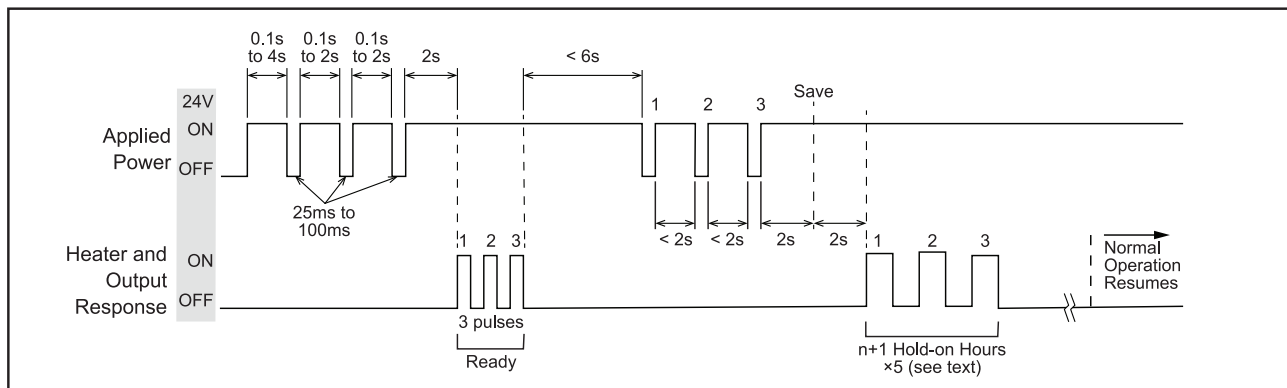 0.1s
to 4s
0.1s
to 2s
0.1s
to 2s
2s
< 6s
24V
ON
OFF
Applied
Power
1
2
3
Save
25ms to
100ms
< 2s
< 2s
2s
2s
Heater and
Output
Response
ON
OFF
1
2
3
3 pulses
Ready
1
2
3
Normal
Operation
Resumes
n+1 Hold-on Hours
×5 (see text)